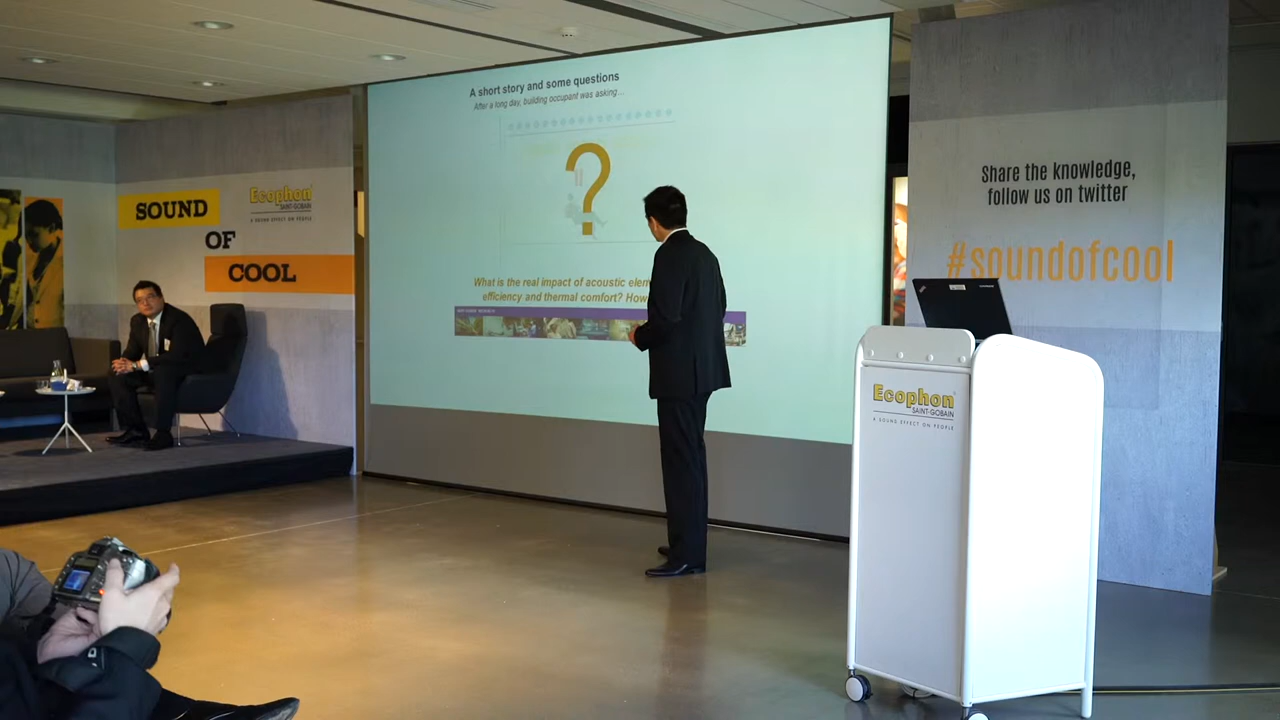 A short story and some questions
After a long day, building occupant was asking...
?
What is the real impact of acoustic
efficiency and thermal comfort?
SOUND
OF
COOL
Ecophon
SAINT-GOBAIN
A SOUND EFFECT ON PEOPLE
Share the knowledge,
follow us on twitter
#soundofcool
Ecophon
SAINT-GOBAIN
A SOUND EFFECT ON PEOPLE